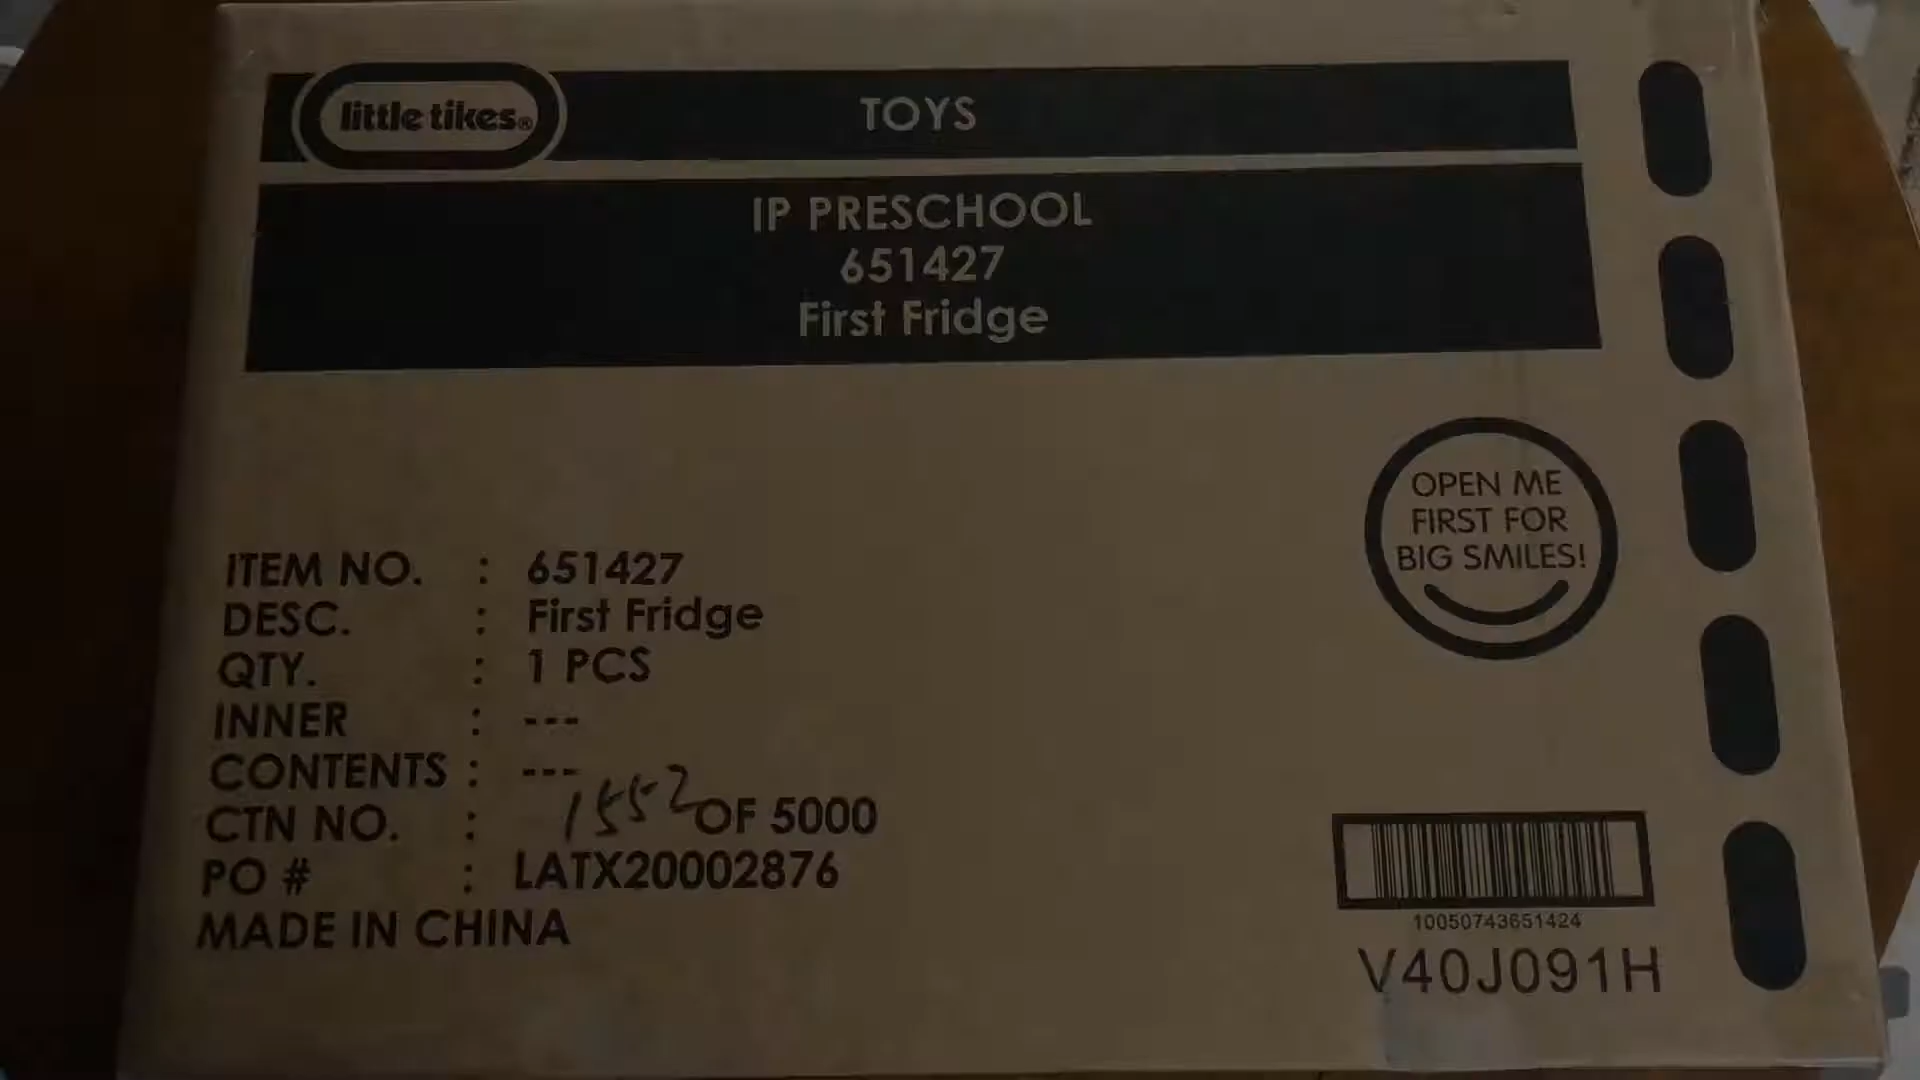 little tikes®
TOYS
IP PRESCHOOL
651427
First Fridge
OPEN ME
FIRST FOR
BIG SMILES!
ITEM NO. : 651427
DESC. : First Fridge
QTY. : 1 PCS
INNER : ---
CONTENTS : ---
CTN NO. : 1552 OF 5000
PO # : LATX20002876
MADE IN CHINA
10050743651424
V40J091H